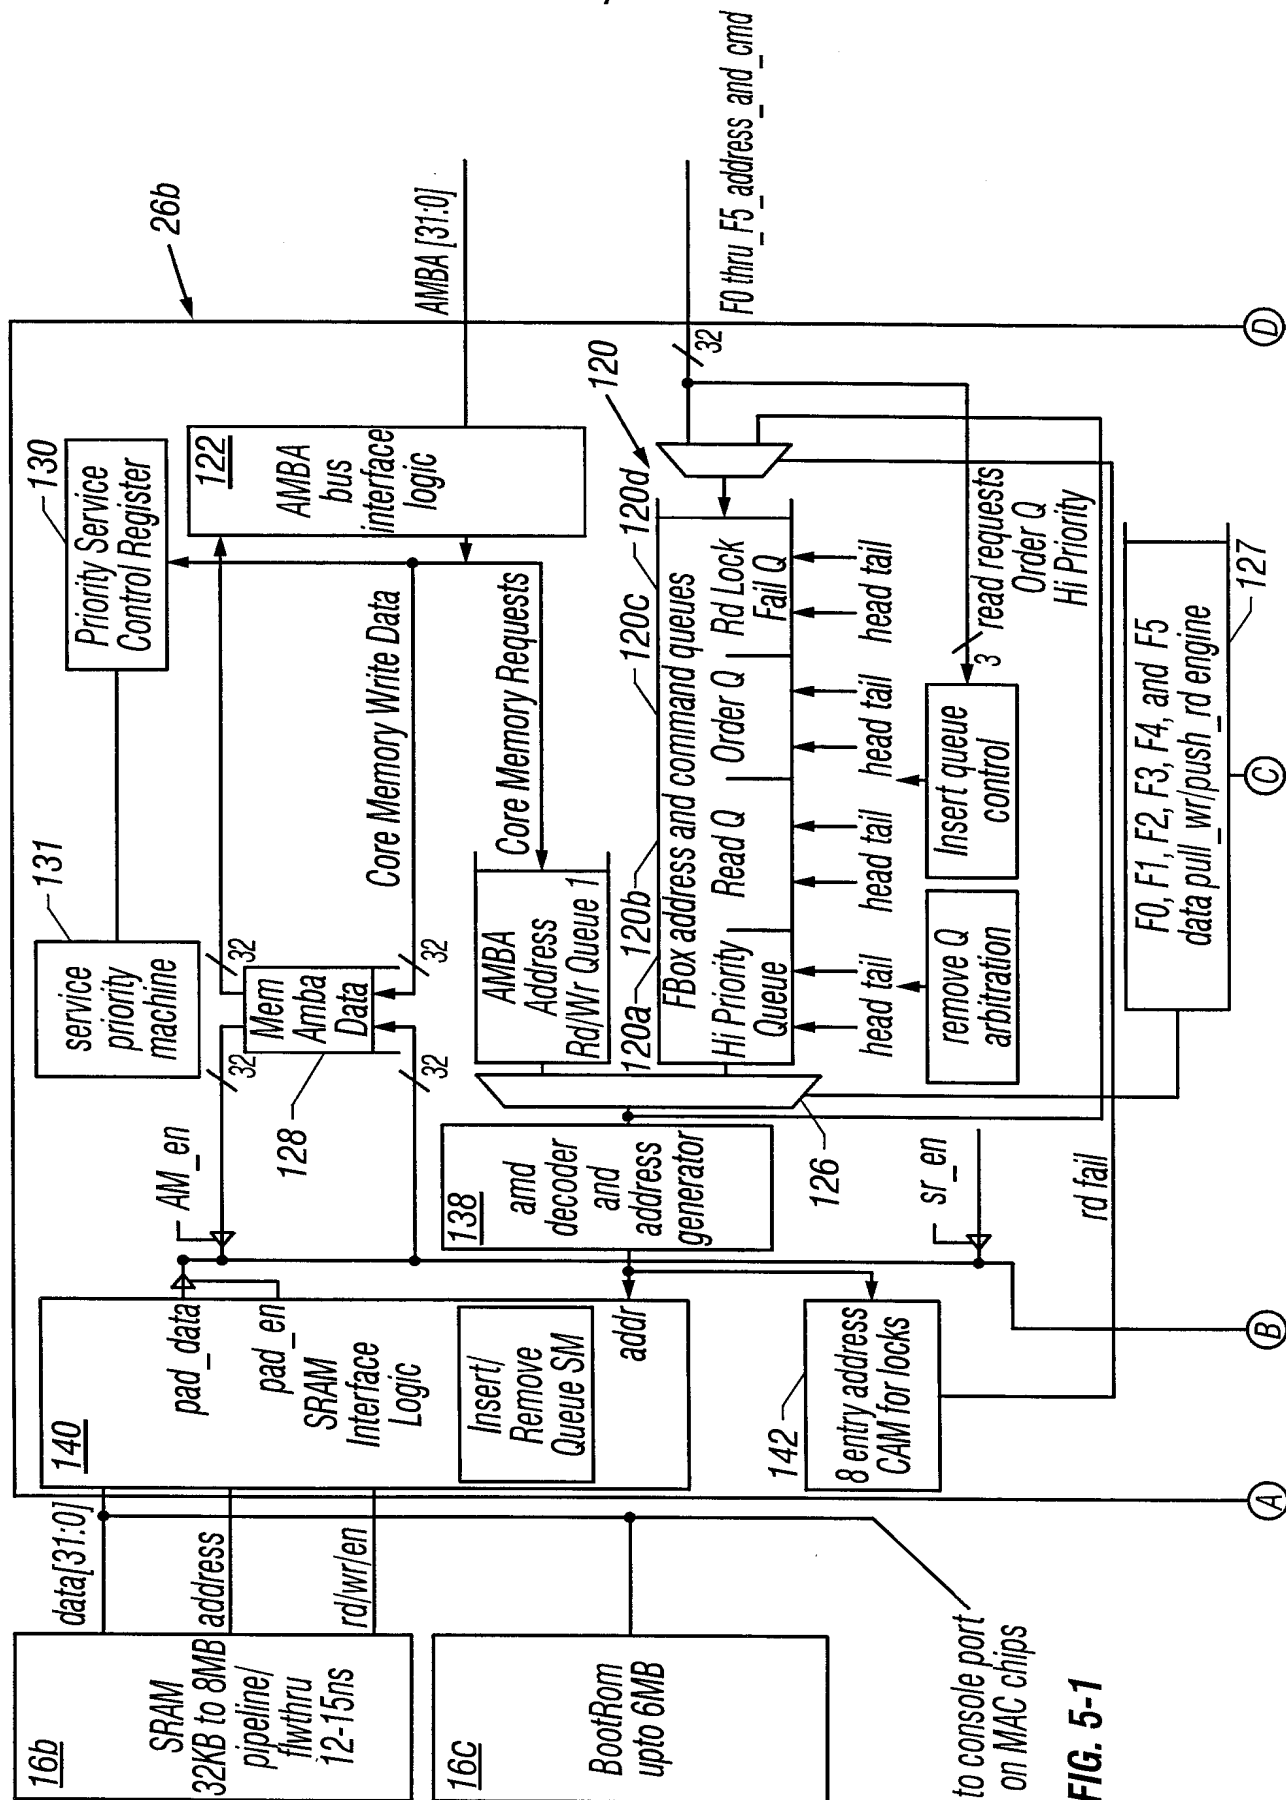 16b
SRAM
32KB to 8MB
pipeline/
flwthru
12-15ns
data[31:0]
address
rd/wr/en
16c
BootRom
upto 6MB
to console port
on MAC chips
FIG. 5-1
140
pad_data
pad_en
SRAM
Interface
Logic
Insert/
Remove
Queue SM
addr
142
8 entry address
CAM for locks
A
B
AM_en
128
138
amd
decoder
and
address
generator
126
sr_en
rd fail
131
service
priority
machine
32
32
Mem
Amba
Data
32
32
130
Priority Service
Control Register
Core Memory Write Data
Core Memory Requests
AMBA
Address
Rd/Wr Queue 1
122
AMBA
bus
interface
logic
AMBA [31:0]
26b
120a
120b
120c
120d
120
FBox address and command queues
Hi Priority
Queue
Read Q
Order Q
Rd Lock
Fail Q
head tail
head tail
head tail
head tail
remove Q
arbitration
Insert queue
control
3
read requests
Order Q
Hi Priority
32
F0 thru_F5_address_and_cmd
F0, F1, F2, F3, F4, and F5
data pull_wr/push_rd engine
127
C
D